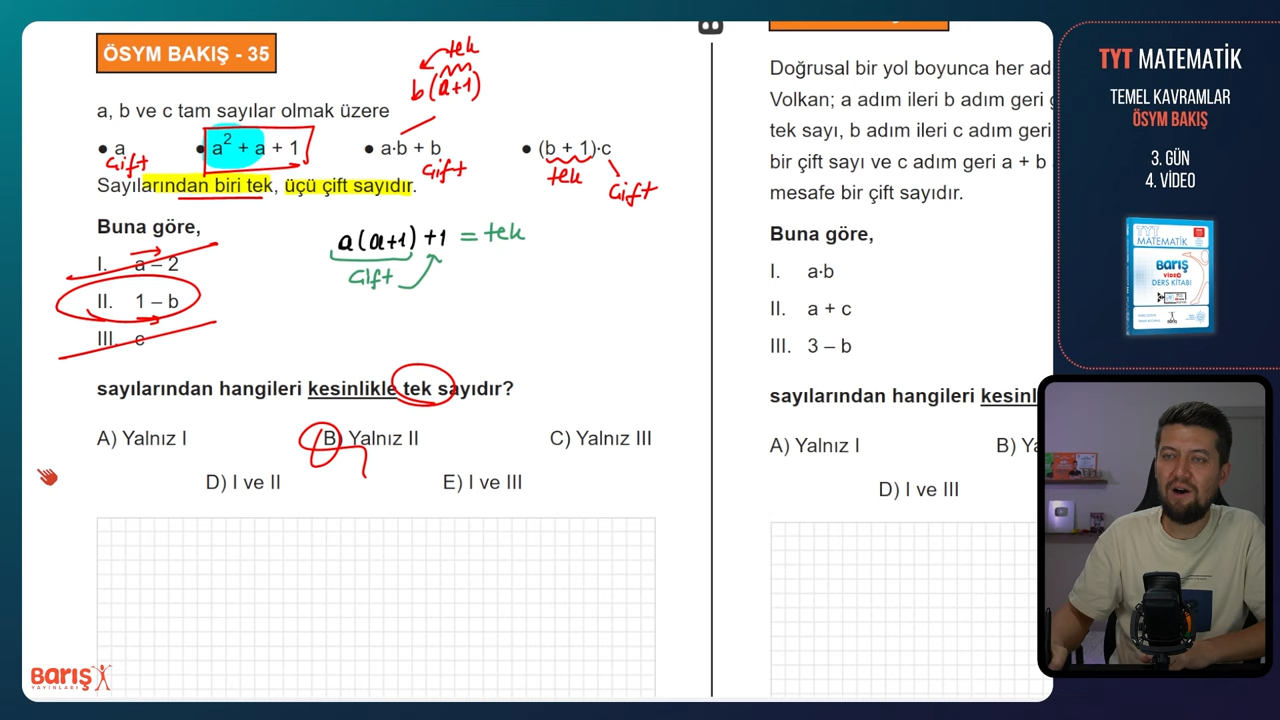 ÖSYM BAKIŞ - 35
tek
b(a+1)
a, b ve c tam sayılar olmak üzere
• a
• a² + a + 1
• a·b + b
• (b + 1)·c
çift
çift
tek
çift
Sayılarından biri tek, üçü çift sayıdır.
Buna göre,
a(a+1) +1 = tek
çift
I. a – 2
II. 1 – b
III. c
sayılarından hangileri kesinlikle tek sayıdır?
A) Yalnız I
B) Yalnız II
C) Yalnız III
D) I ve II
E) I ve III
BARIŞ
YAYINLARI
Doğrusal bir yol boyunca her ad
Volkan; a adım ileri b adım geri
tek sayı, b adım ileri c adım geri
bir çift sayı ve c adım geri a + b
mesafe bir çift sayıdır.
Buna göre,
I. a·b
II. a + c
III. 3 – b
sayılarından hangileri kesinl
A) Yalnız I
B) Ya
D) I ve III
TYT MATEMATİK
TEMEL KAVRAMLAR
ÖSYM BAKIŞ
3. GÜN
4. VİDEO
TYT
MATEMATİK
BARIŞ
VİDEO
DERS KİTABI